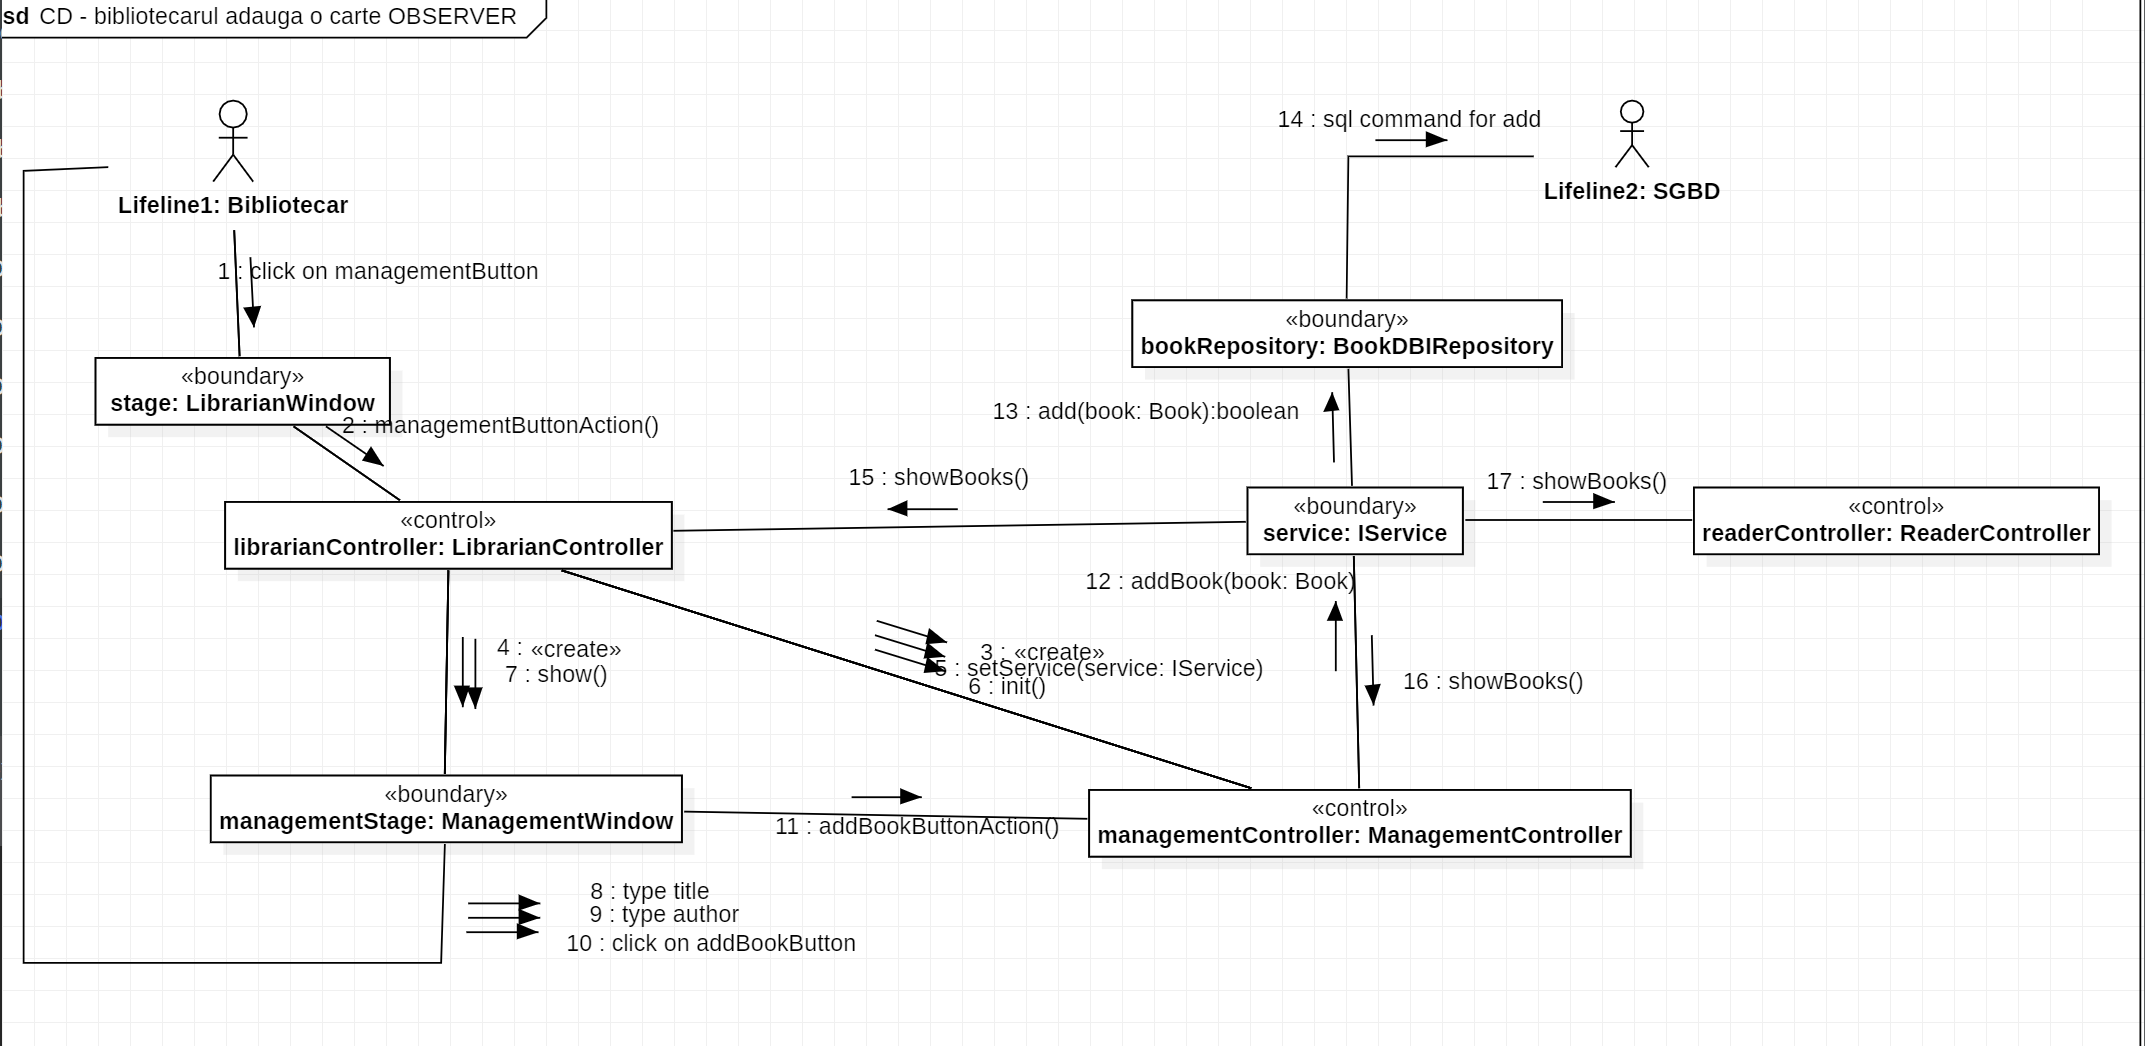 sd CD - bibliotecarul adauga o carte OBSERVER
14 : sql command for add
Lifeline1: Bibliotecar
Lifeline2: SGBD
1 : click on managementButton
«boundary»
bookRepository: BookDBIRepository
«boundary»
stage: LibrarianWindow
2 : managementButtonAction()
13 : add(book: Book):boolean
15 : showBooks()
17 : showBooks()
«control»
librarianController: LibrarianController
«boundary»
service: IService
«control»
readerController: ReaderController
12 : addBook(book: Book)
4 : «create»
7 : show()
3 : «create»
5 : setService(service: IService)
6 : init()
16 : showBooks()
«boundary»
managementStage: ManagementWindow
11 : addBookButtonAction()
«control»
managementController: ManagementController
8 : type title
9 : type author
10 : click on addBookButton